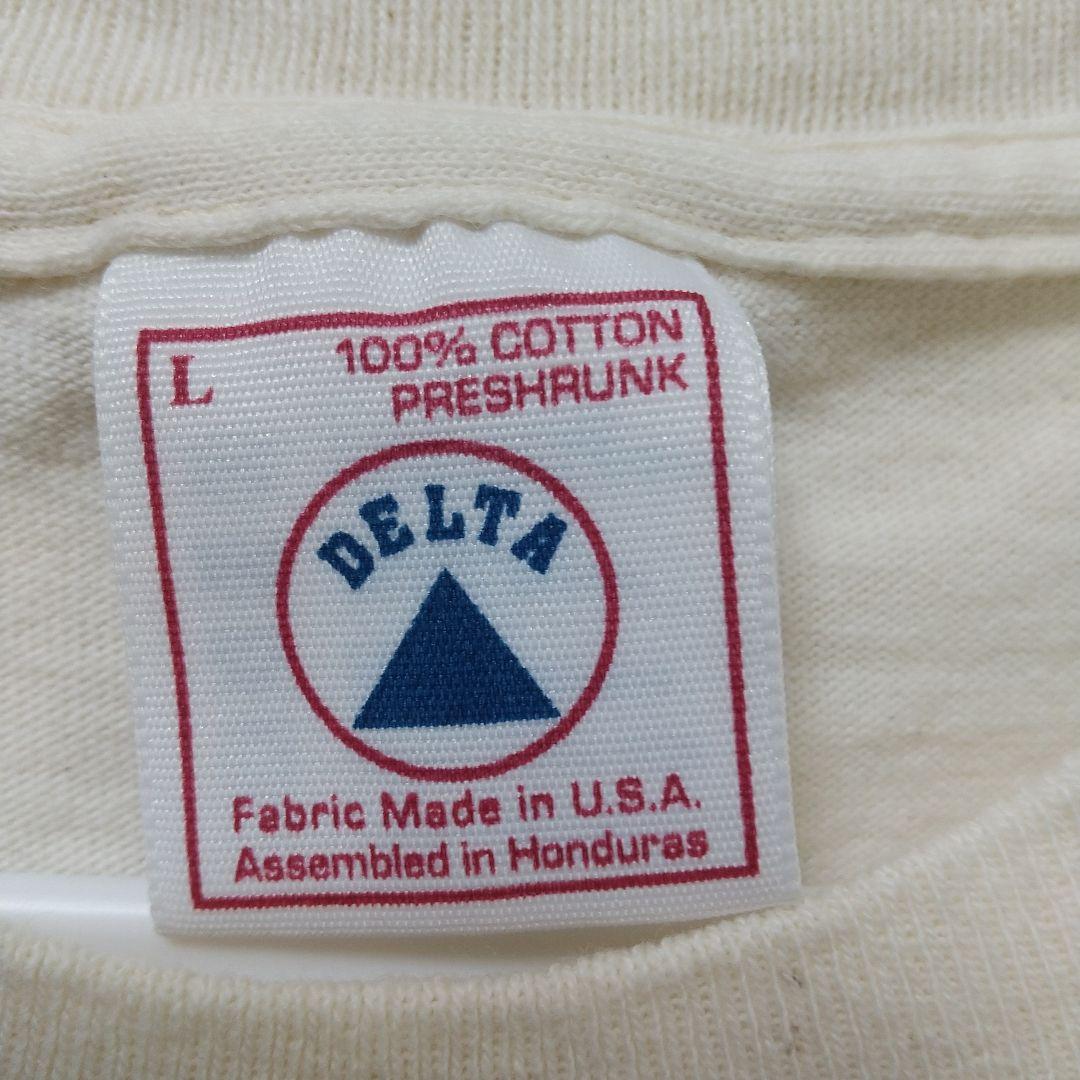 L
100% COTTON
PRESHRUNK
DELTA
Fabric Made in U.S.A.
Assembled in Honduras